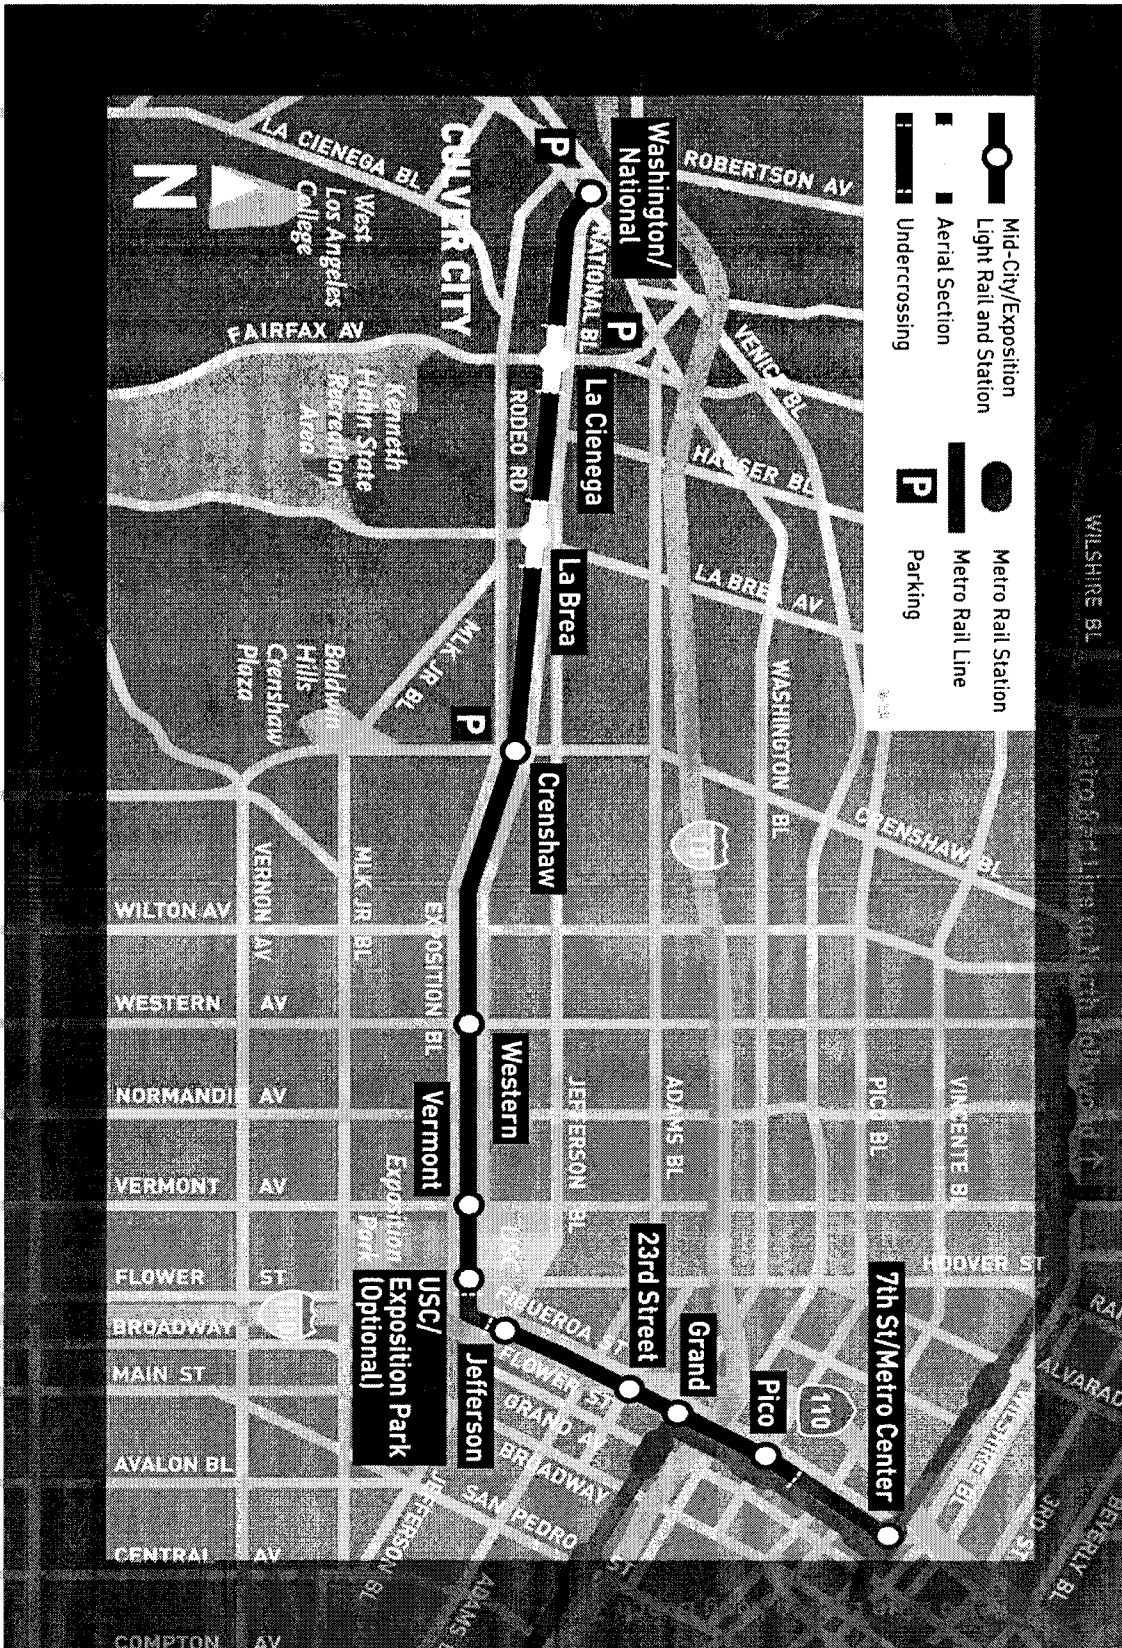 Mid-City/Exposition
Light Rail and Station
Aerial Section
Undercrossing
Metro Rail Station
Metro Rail Line
P
Parking
WILSHIRE BL
ROBERTSON AV
Washington/
National
P
LA CIENEGA BL
CULVER CITY
West
Los Angeles
College
N
NATIONAL BL
P
VENICE BL
La Cienega
FAIRFAX AV
RODEO RD
Kenneth
Hahn State
Recreation
Area
HAUSER BL
LA BREA AV
La Brea
MLK JR BL
Baldwin
Hills
Crenshaw
Plaza
P
Crenshaw
WASHINGTON BL
CRENSHAW BL
10
VERNON AV
MLK JR BL
EXPOSITION BL
WILTON AV
WESTERN AV
NORMANDIE AV
VERMONT AV
FLOWER ST
BROADWAY
MAIN ST
AVALON BL
CENTRAL AV
COMPTON AV
Western
Vermont
JEFFERSON BL
ADAMS BL
PICO BL
VINCENTE BL
HOOVER ST
Exposition
Park
USC
USC/
Exposition Park
(Optional)
110
Jefferson
FIGUEROA ST
FLOWER ST
GRAND AV
BROADWAY
SAN PEDRO ST
JEFFERSON BL
23rd Street
Grand
Pico
110
7th St/Metro Center
WILSHIRE BL
3RD ST
BEVERLY BL